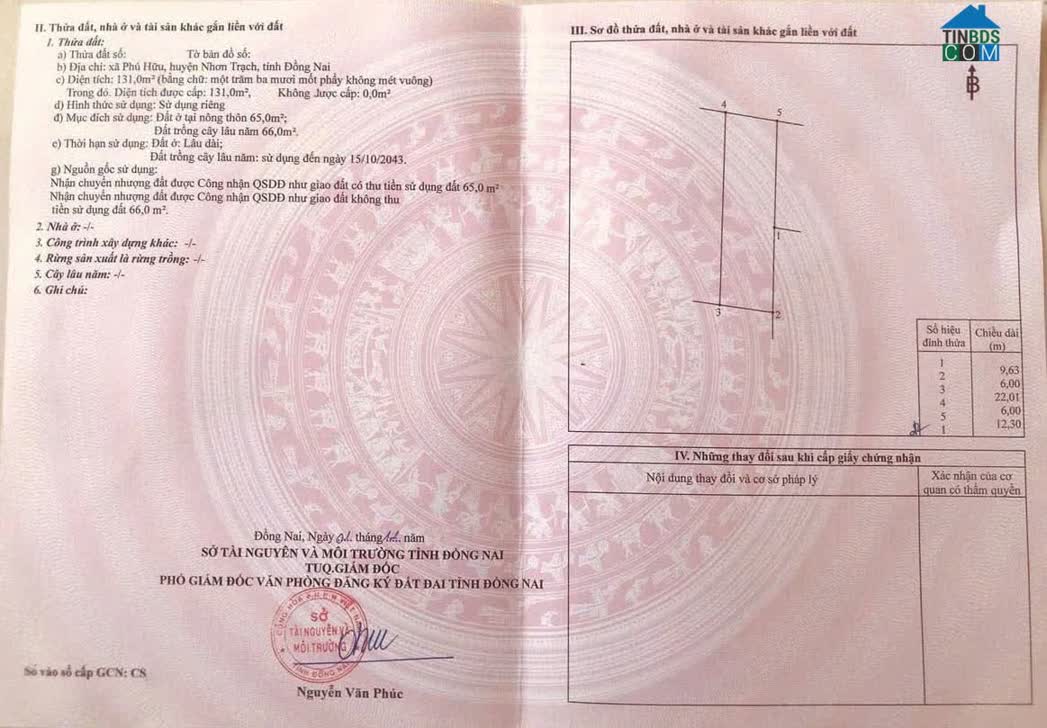 II. Thửa đất, nhà ở và tài sản khác gắn liền với đất
1. Thửa đất:
a) Thửa đất số: Tờ bản đồ số:
b) Địa chỉ: xã Phú Hữu, huyện Nhơn Trạch, tỉnh Đồng Nai
c) Diện tích: 131,0m² (bằng chữ: một trăm ba mươi mốt phẩy không mét vuông)
Trong đó. Diện tích được cấp: 131,0m², Không được cấp: 0,0m²
d) Hình thức sử dụng: Sử dụng riêng
đ) Mục đích sử dụng: Đất ở tại nông thôn 65,0m²;
Đất trồng cây lâu năm 66,0m².
e) Thời hạn sử dụng: Đất ở: Lâu dài;
Đất trồng cây lâu năm: sử dụng đến ngày 15/10/2043.
g) Nguồn gốc sử dụng:
Nhận chuyển nhượng đất được Công nhận QSDĐ như giao đất có thu tiền sử dụng đất 65,0 m²
Nhận chuyển nhượng đất được Công nhận QSDĐ như giao đất không thu
tiền sử dụng đất 66,0 m².
2. Nhà ở: -/-
3. Công trình xây dựng khác: -/-
4. Rừng sản xuất là rừng trồng: -/-
5. Cây lâu năm: -/-
6. Ghi chú:
Đồng Nai, Ngày tháng năm
SỞ TÀI NGUYÊN VÀ MÔI TRƯỜNG TỈNH ĐỒNG NAI
TUQ.GIÁM ĐỐC
PHÓ GIÁM ĐỐC VĂN PHÒNG ĐĂNG KÝ ĐẤT ĐAI TỈNH ĐỒNG NAI
SỞ
TÀI NGUYÊN VÀ
MÔI TRƯỜNG
TỈNH ĐỒNG NAI
Nguyễn Văn Phúc
Số vào sổ cấp GCN: CS
III. Sơ đồ thửa đất, nhà ở và tài sản khác gắn liền với đất
TINBDS
COM
B
4
5
1
3
2
Số hiệu đỉnh thửa
Chiều dài (m)
1
9,63
2
6,00
3
22,01
4
6,00
5
12,30
1
IV. Những thay đổi sau khi cấp giấy chứng nhận
Nội dung thay đổi và cơ sở pháp lý
Xác nhận của cơ
quan có thẩm quyền